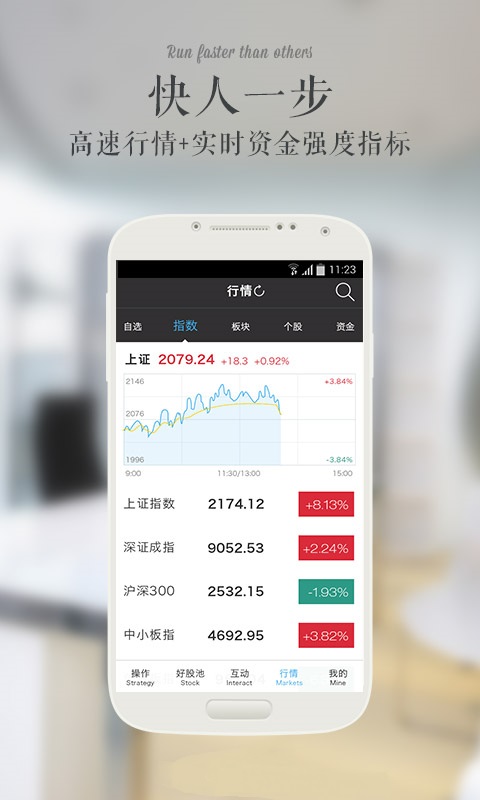 Run faster than others
快人一步
高速行情+实时资金强度指标
11:23
行情
自选 指数 板块 个股 资金
上证 2079.24 +18.3 +0.92%
2146 +3.84%
2076
1996 -3.84%
9:00 11:30/13:00 15:00
上证指数 2174.12 +8.13%
深证成指 9052.53 +2.24%
沪深300 2532.15 -1.93%
中小板指 4692.95 +3.82%
操作 好股池 互动 行情 我的
Strategy Stock Interact Markets Mine